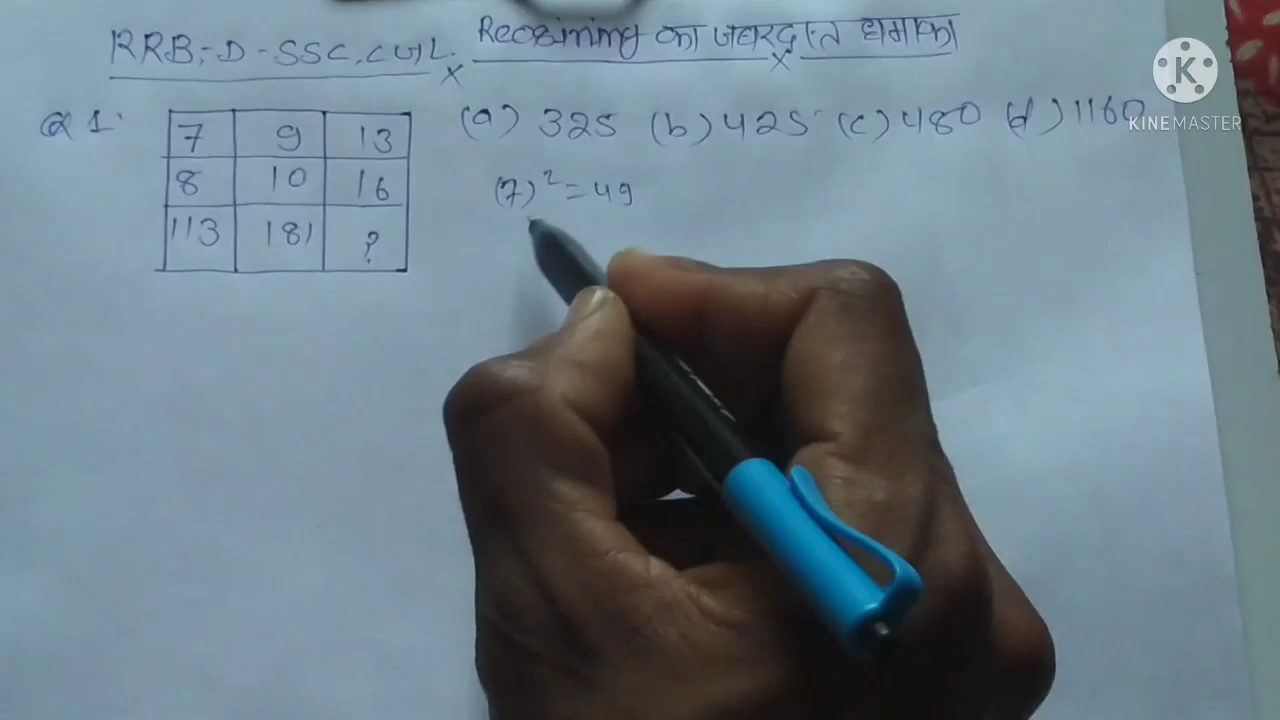 RRB-D-SSC, CGL. Reosining का जबरदस्त धमाका
K
KINEMASTER
Q 1. (a) 325 (b) 425 (c) 480 (d) 1160
7 9 13
8 10 16
113 181 ?
(7)² = 49